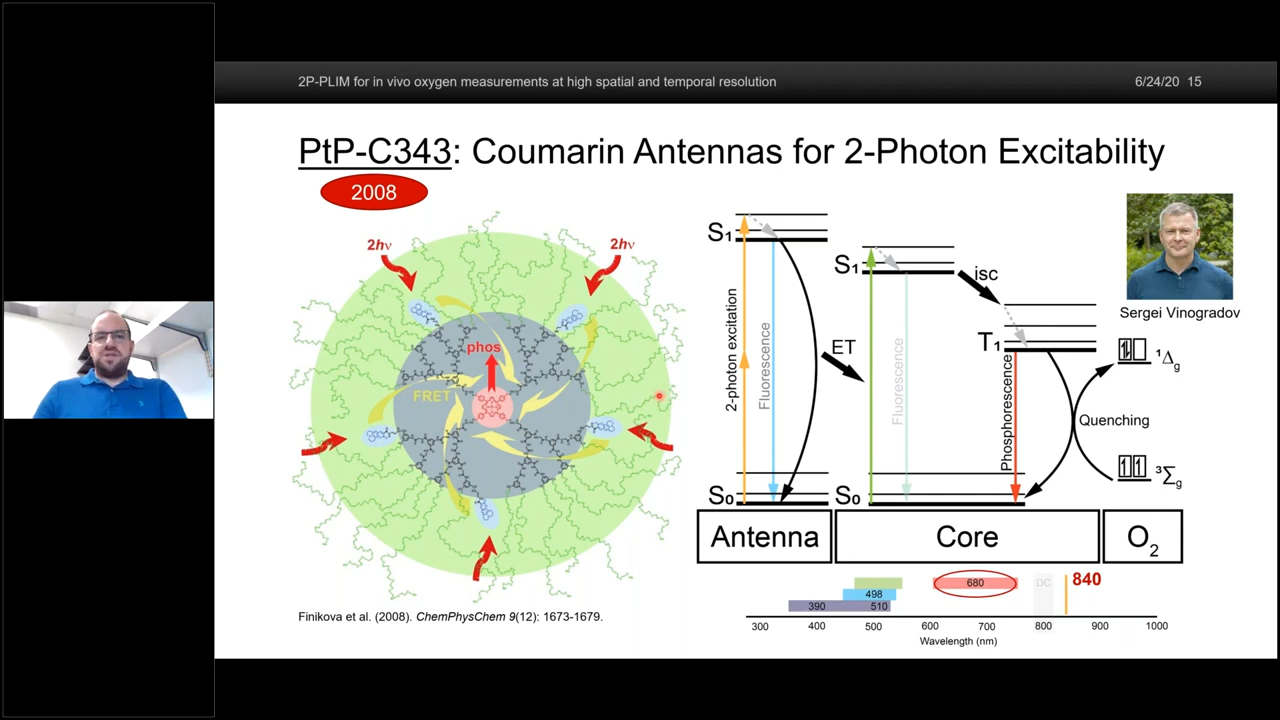 2P-PLIM for in vivo oxygen measurements at high spatial and temporal resolution
6/24/20 15
PtP-C343: Coumarin Antennas for 2-Photon Excitability
2008
2hν
2hν
phos
FRET
S₁
2-photon excitation
Fluorescence
S₀
ET
S₁
Fluorescence
S₀
isc
T₁
Phosphorescence
Quenching
¹Δg
³Σg
Sergei Vinogradov
Antenna
Core
O₂
680
DC
840
498
390
510
300 400 500 600 700 800 900 1000
Wavelength (nm)
Finikova et al. (2008). ChemPhysChem 9(12): 1673-1679.